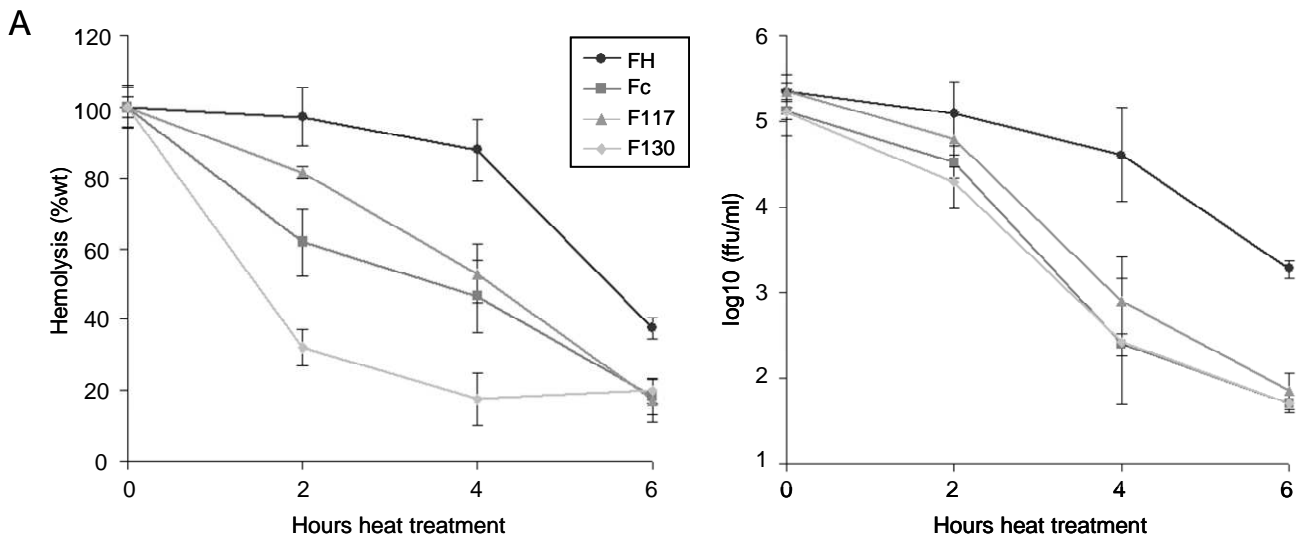 A
120
100
80
60
40
20
0
Hemolysis (%wt)
0 2 4 6
Hours heat treatment
FH
Fc
F117
F130
6
5
4
3
2
1
log10 (ffu/ml)
0 2 4 6
Hours heat treatment